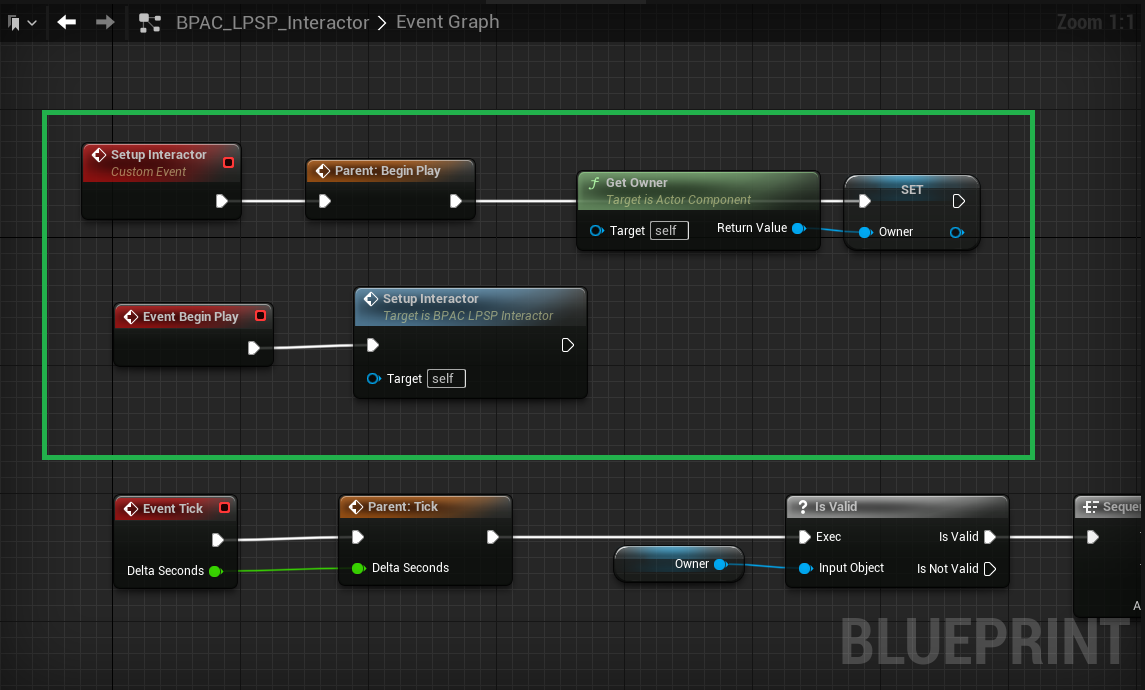 BPAC_LPSP_Interactor > Event Graph
Zoom 1:1
Setup Interactor
Custom Event
Parent: Begin Play
Get Owner
Target is Actor Component
Target self
Return Value
SET
Owner
Event Begin Play
Setup Interactor
Target is BPAC LPSP Interactor
Target self
Event Tick
Delta Seconds
Parent: Tick
Delta Seconds
Owner
? Is Valid
Exec
Is Valid
Input Object
Is Not Valid
Seque
A
BLUEPRINT